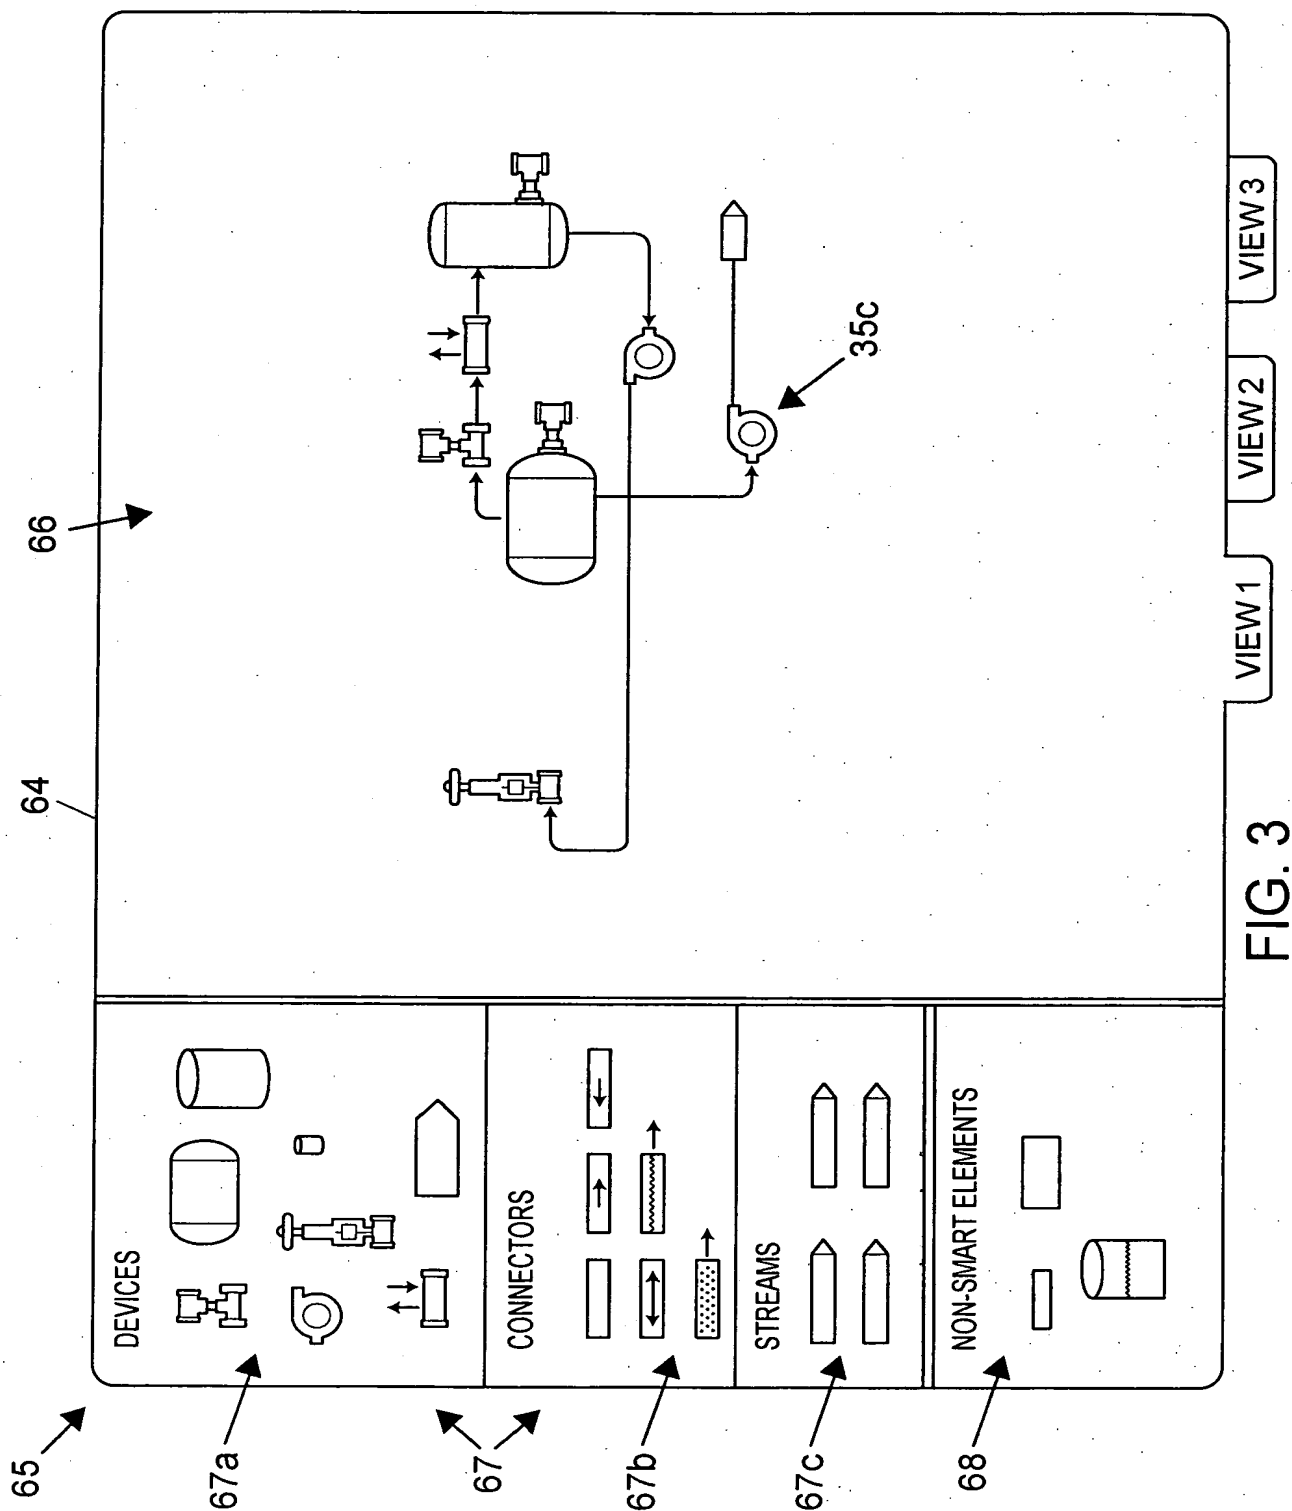 65
64
66
67a
DEVICES
67
CONNECTORS
67b
35c
STREAMS
67c
NON-SMART ELEMENTS
68
VIEW 1
VIEW 2
VIEW 3
FIG. 3